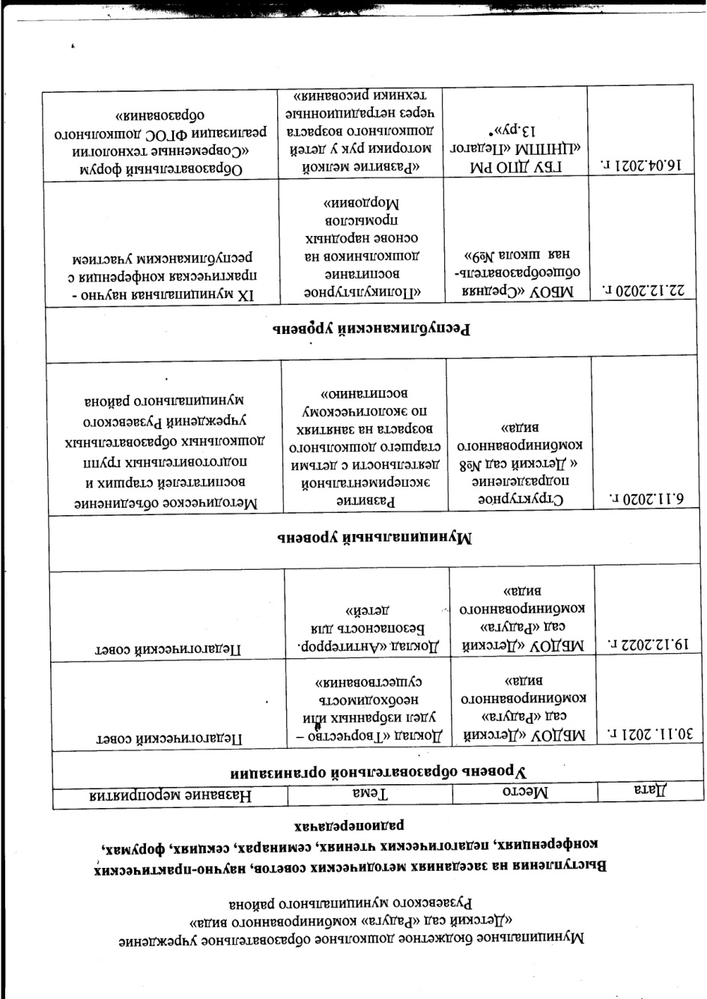 Муниципальное бюджетное дошкольное образовательное учреждение
«Детский сад «Радуга» комбинированного вида»
Рузаевского муниципального района
Выступления на заседаниях методических советов, научно-практических
конференциях, педагогических чтениях, семинарах, секциях, форумах,
радиопередачах
Дата
Место
Тема
Название мероприятия
Уровень образовательной организации
30.11. 2021 г.
МБДОУ «Детский
сад «Радуга»
комбинированного
вида»
Доклад «Творчество –
удел избранных или
необходимость
существования»
Педагогический совет
19.12.2022 г.
МБДОУ «Детский
сад «Радуга»
комбинированного
вида»
Доклад «Антитеррор.
Безопасность для
детей»
Педагогический совет
Муниципальный уровень
6.11.2020 г.
Структурное
подразделение
« Детский сад №8
комбинированного
вида»
Развитие
экспериментальной
деятельности с детьми
старшего дошкольного
возраста на занятиях
по экологическому
воспитанию»
Методическое объединение
воспитателей старших и
подготовительных групп
дошкольных образовательных
учреждений Рузаевского
муниципального района
Республиканский уровень
22.12.2020 г.
МБОУ «Средняя
общеобразователь-
ная школа №9»
«Поликультурное
воспитание
дошкольников на
основе народных
промыслов
Мордовии»
IX муниципальная научно -
практическая конференция с
республиканским участием
16.04.2021 г.
ГБУ ДПО РМ
«ЦНППМ «Педагог
13.ру»"
«Развитие мелкой
моторики рук у детей
дошкольного возраста
через нетрадиционные
техники рисования»
Образовательный форум
«Современные технологии
реализации ФГОС дошкольного
образования»